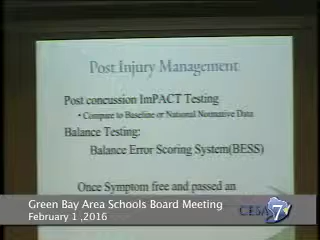 Post Injury Management
Post concussion ImPACT Testing
• Compare to Baseline or National Normative Data
Balance Testing:
Balance Error Scoring System(BESS)
Once Symptom free and passed an
CESA 7
Green Bay Area Schools Board Meeting
February 1 ,2016